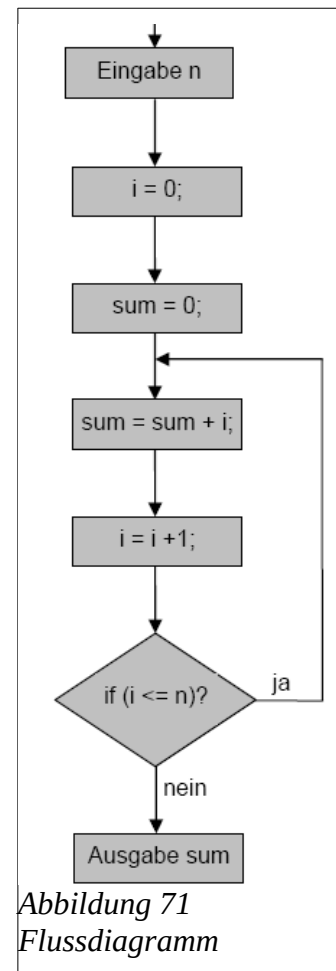 Eingabe n
i = 0;
sum = 0;
sum = sum + i;
i = i +1;
if (i <= n)?
ja
nein
Ausgabe sum
Abbildung 71
Flussdiagramm